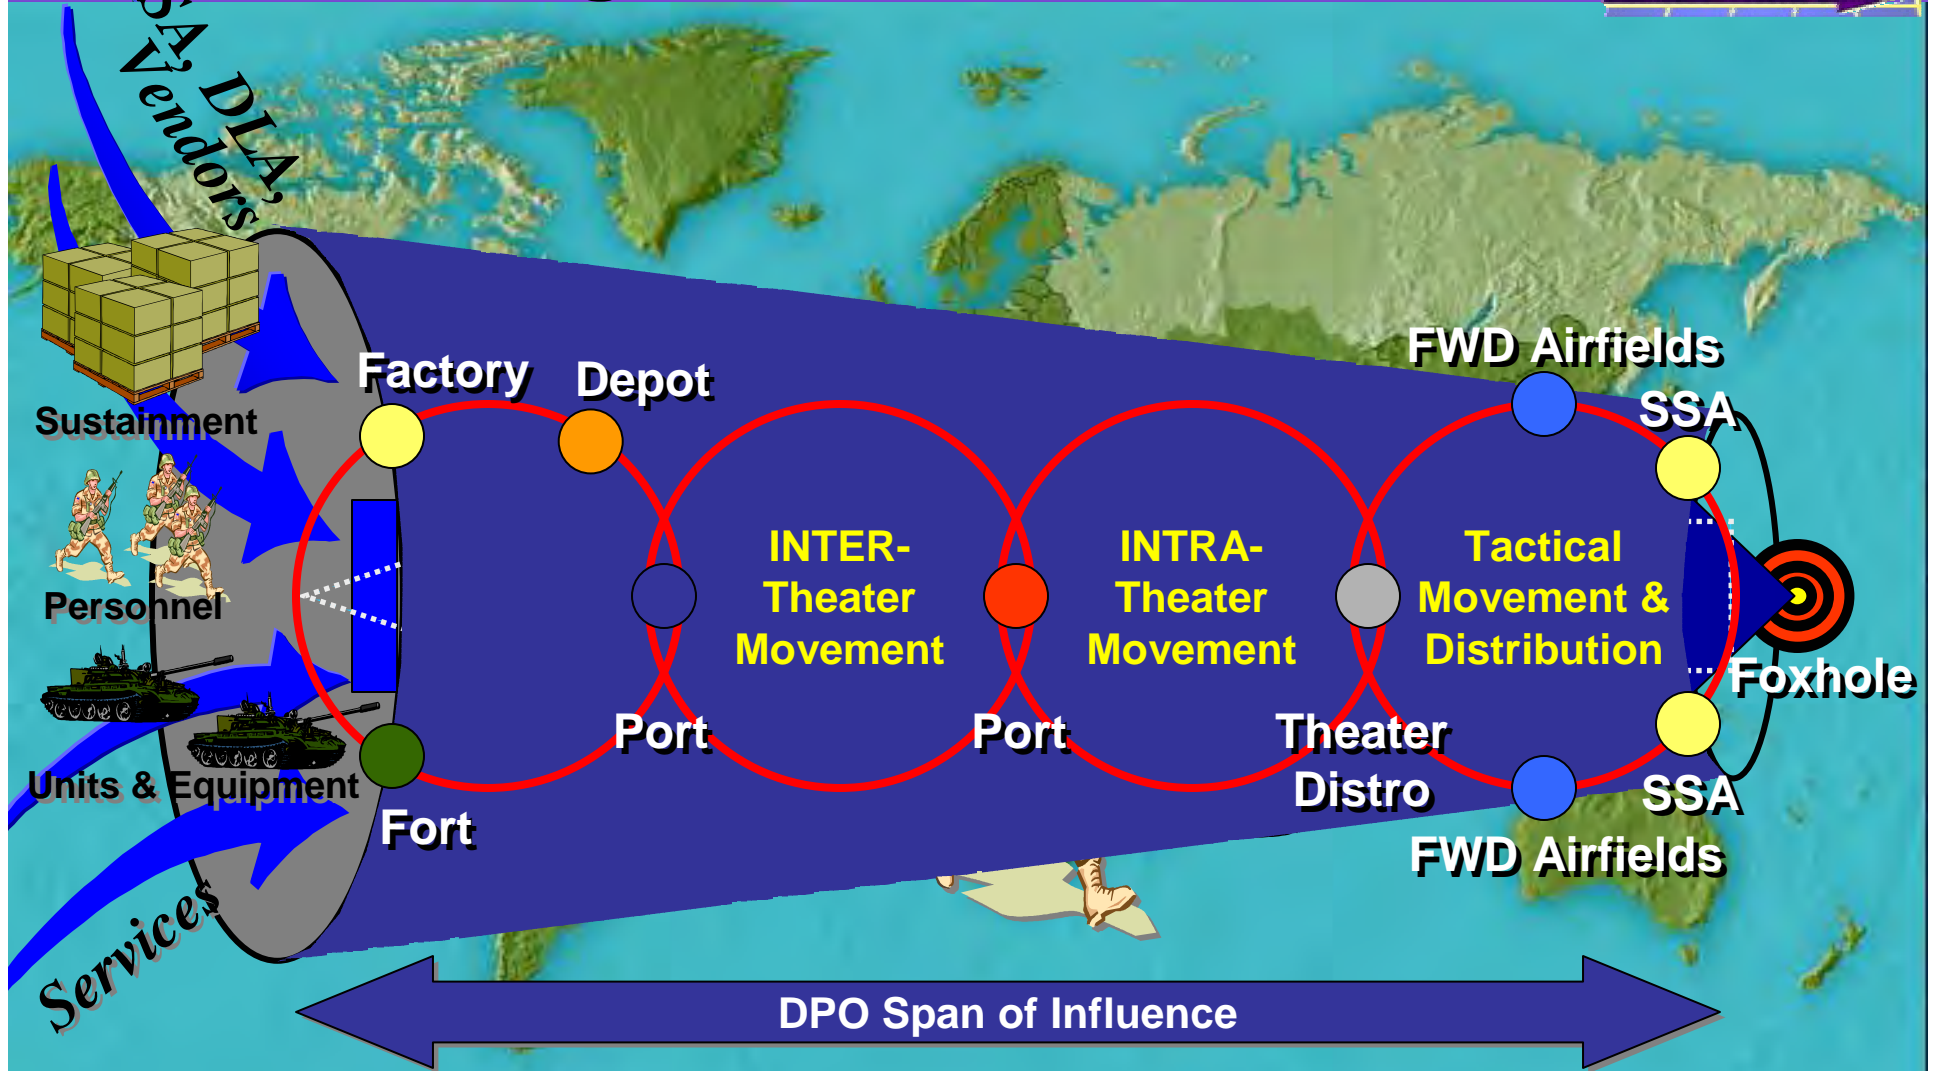 DLA,
Vendors
Sustainment
Personnel
Units & Equipment
Services
Factory
Depot
Fort
Port
INTER-
Theater
Movement
Port
INTRA-
Theater
Movement
Theater
Distro
Tactical
Movement &
Distribution
FWD Airfields
SSA
Foxhole
SSA
FWD Airfields
DPO Span of Influence